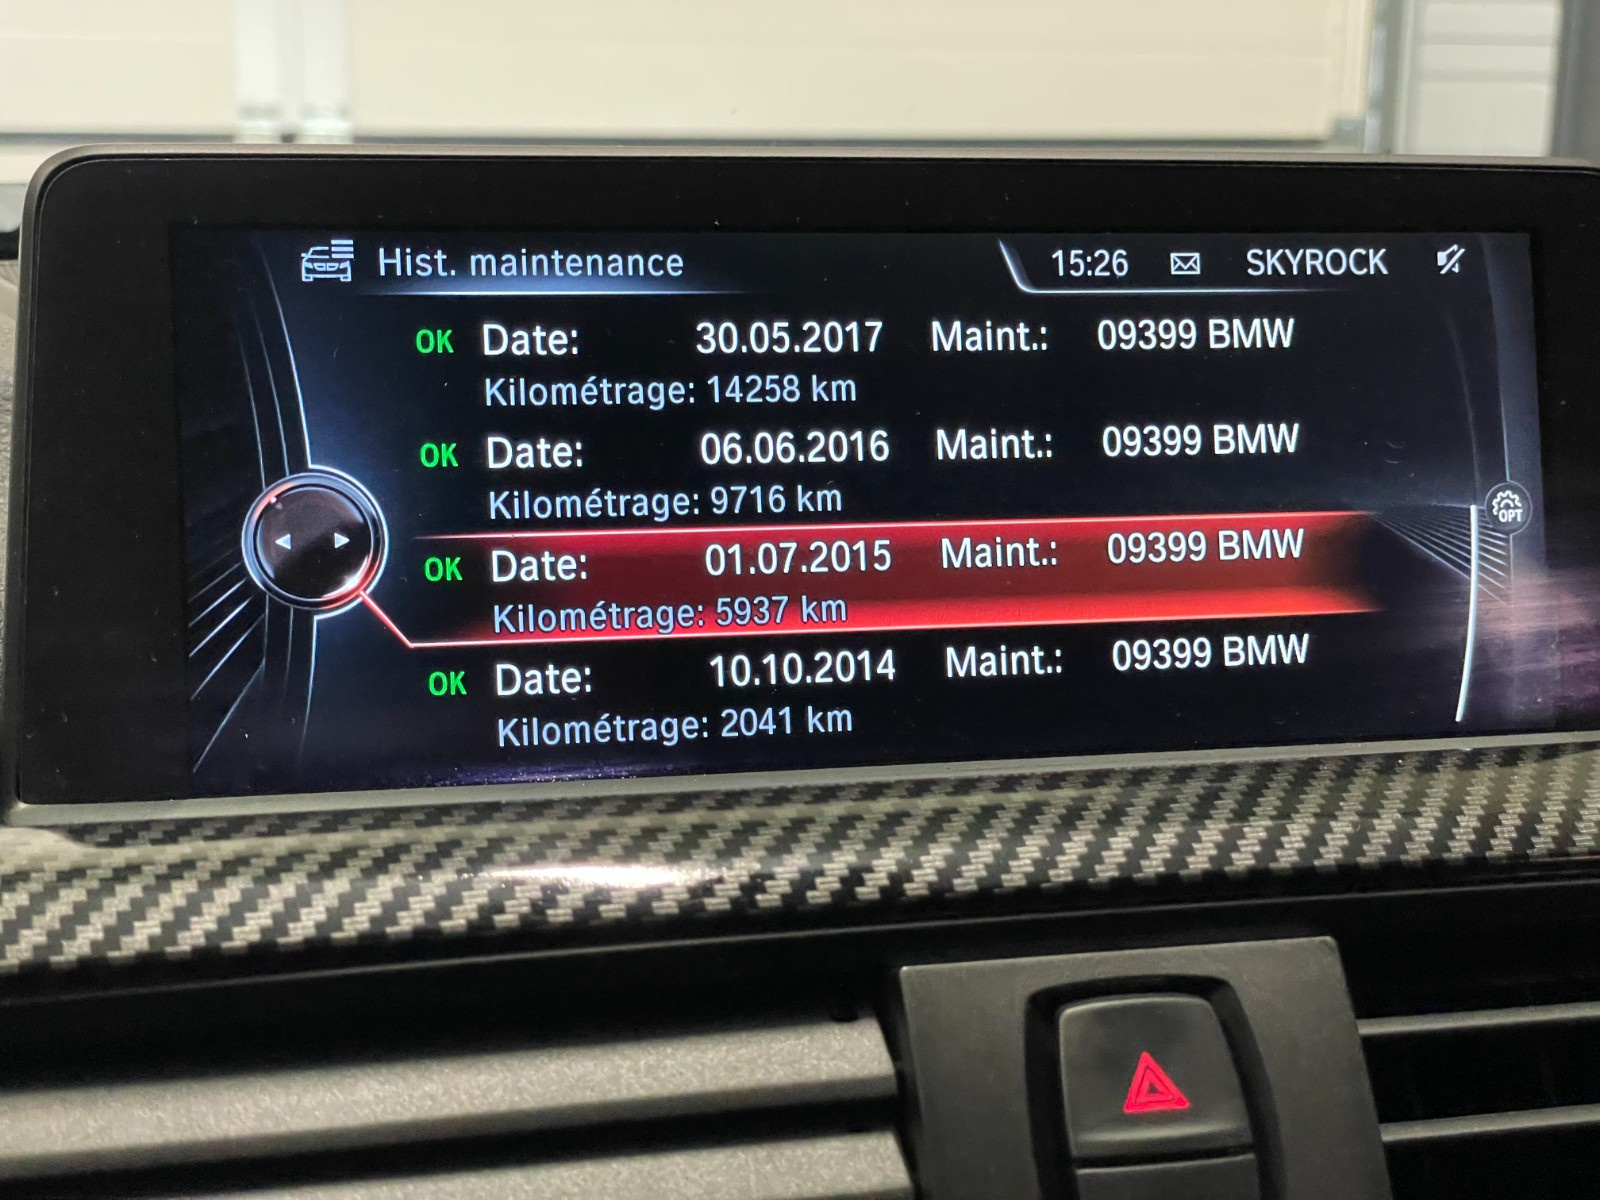 Hist. maintenance 15:26 SKYROCK
OK Date: 30.05.2017 Maint.: 09399 BMW
Kilométrage: 14258 km
OK Date: 06.06.2016 Maint.: 09399 BMW
Kilométrage: 9716 km
OPT
OK Date: 01.07.2015 Maint.: 09399 BMW
Kilométrage: 5937 km
OK Date: 10.10.2014 Maint.: 09399 BMW
Kilométrage: 2041 km